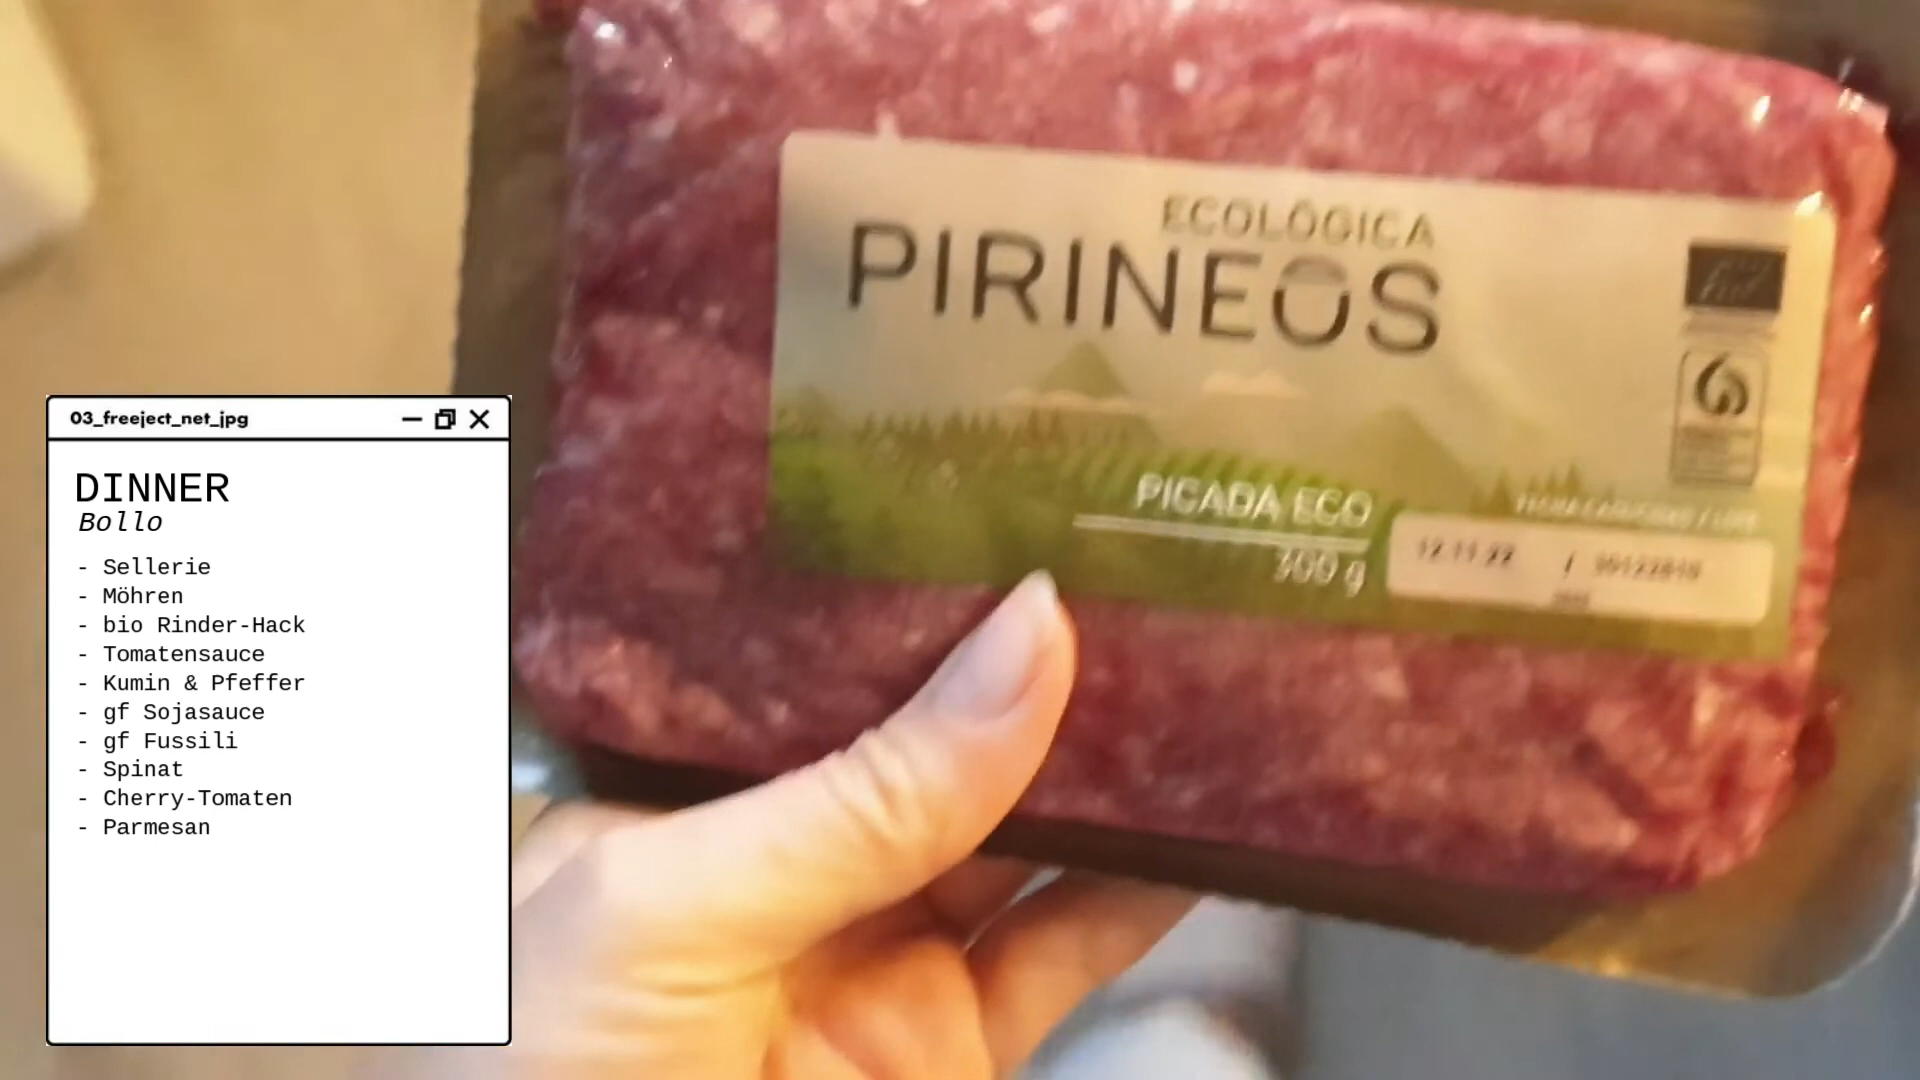 ECOLÓGICA
PIRINEOS
PICADA ECO
300 g
12.11.22 /
03_freeject_net_jpg
DINNER
Bollo
- Sellerie
- Möhren
- bio Rinder-Hack
- Tomatensauce
- Kumin & Pfeffer
- gf Sojasauce
- gf Fussili
- Spinat
- Cherry-Tomaten
- Parmesan